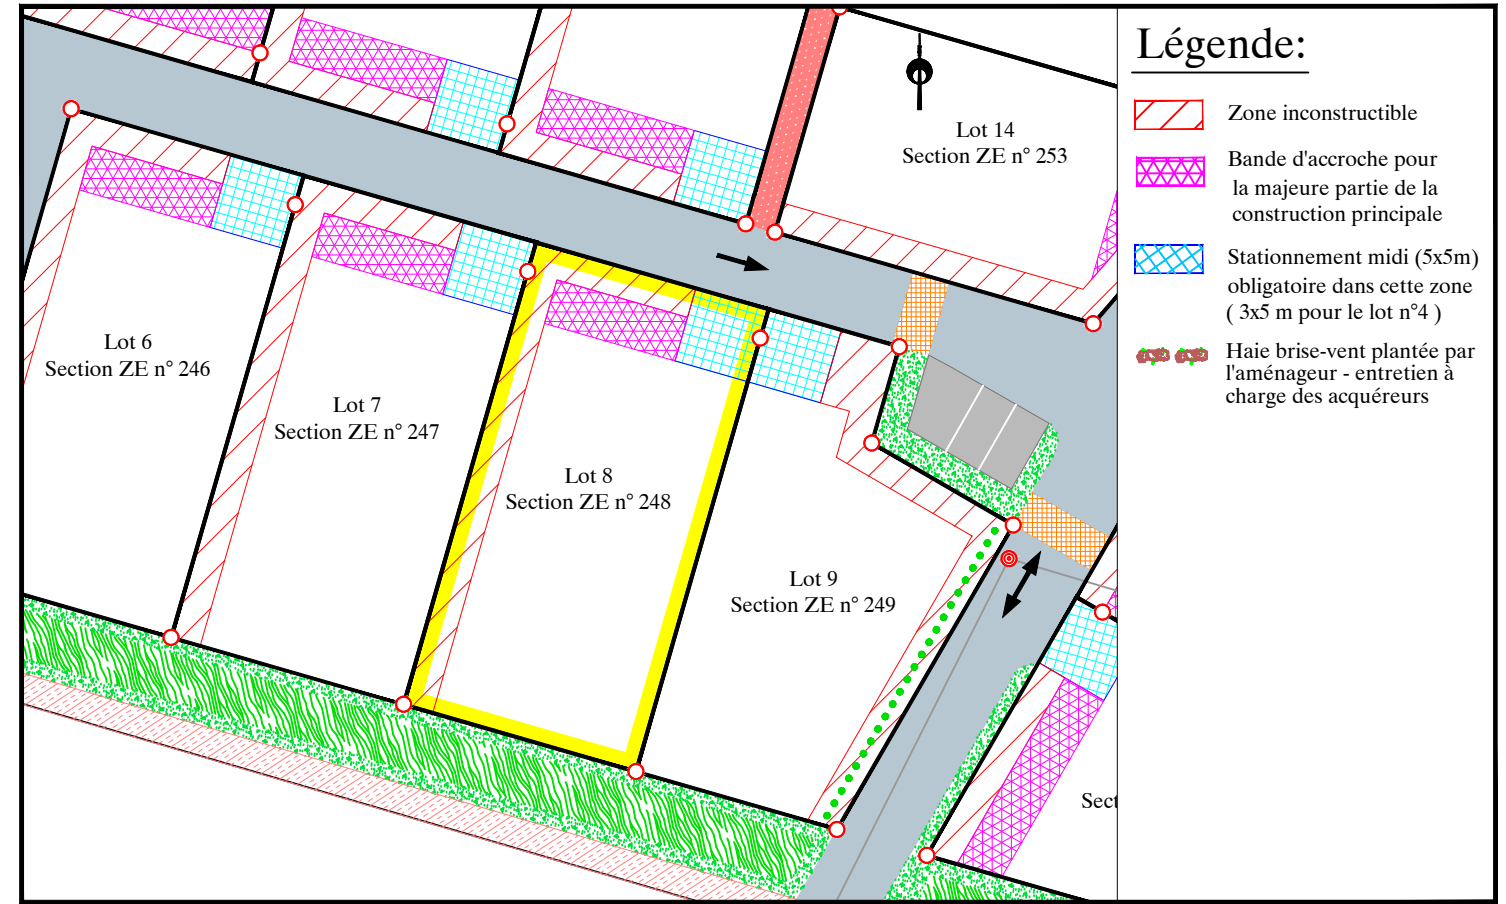 Légende:
Zone inconstructible
Bande d'accroche pour
la majeure partie de la
construction principale
Stationnement midi (5x5m)
obligatoire dans cette zone
( 3x5 m pour le lot n°4 )
Haie brise-vent plantée par
l'aménageur - entretien à
charge des acquéreurs
Lot 14
Section ZE n° 253
Lot 6
Section ZE n° 246
Lot 7
Section ZE n° 247
Lot 8
Section ZE n° 248
Lot 9
Section ZE n° 249
Sect